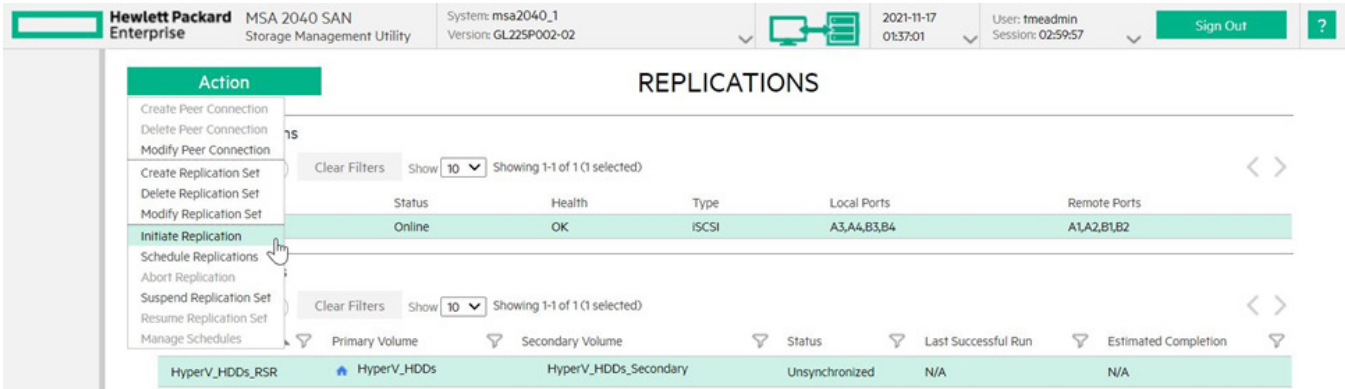 Hewlett Packard Enterprise
MSA 2040 SAN
Storage Management Utility
System: msa2040_1
Version: GL225P002-02
2021-11-17
01:37:01
User: tmeadmin
Session: 02:59:57
Sign Out
?
Action
REPLICATIONS
Create Peer Connection
Delete Peer Connection
ns
Modify Peer Connection
Clear Filters Show 10 Showing 1-1 of 1 (1 selected)
Create Replication Set
Delete Replication Set
Modify Replication Set
Status Health Type Local Ports Remote Ports
Online OK iSCSI A3,A4,B3,B4 A1,A2,B1,B2
Initiate Replication
Schedule Replications
Abort Replication
Suspend Replication Set
Clear Filters Show 10 Showing 1-1 of 1 (1 selected)
Resume Replication Set
Manage Schedules
Primary Volume Secondary Volume Status Last Successful Run Estimated Completion
HyperV_HDDs_RSR HyperV_HDDs HyperV_HDDs_Secondary Unsynchronized N/A N/A